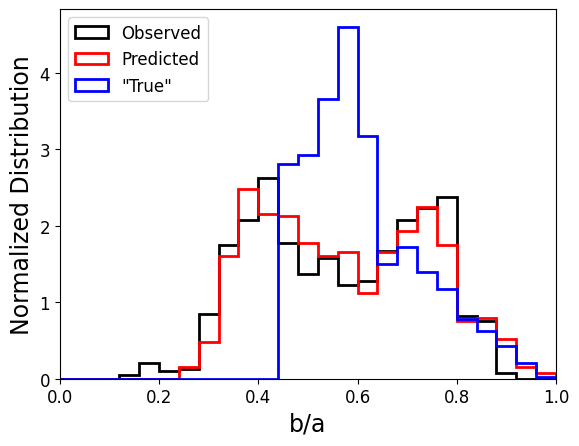 Observed
Predicted
"True"
Normalized Distribution
4
3
2
1
0
0.0 0.2 0.4 0.6 0.8 1.0
b/a